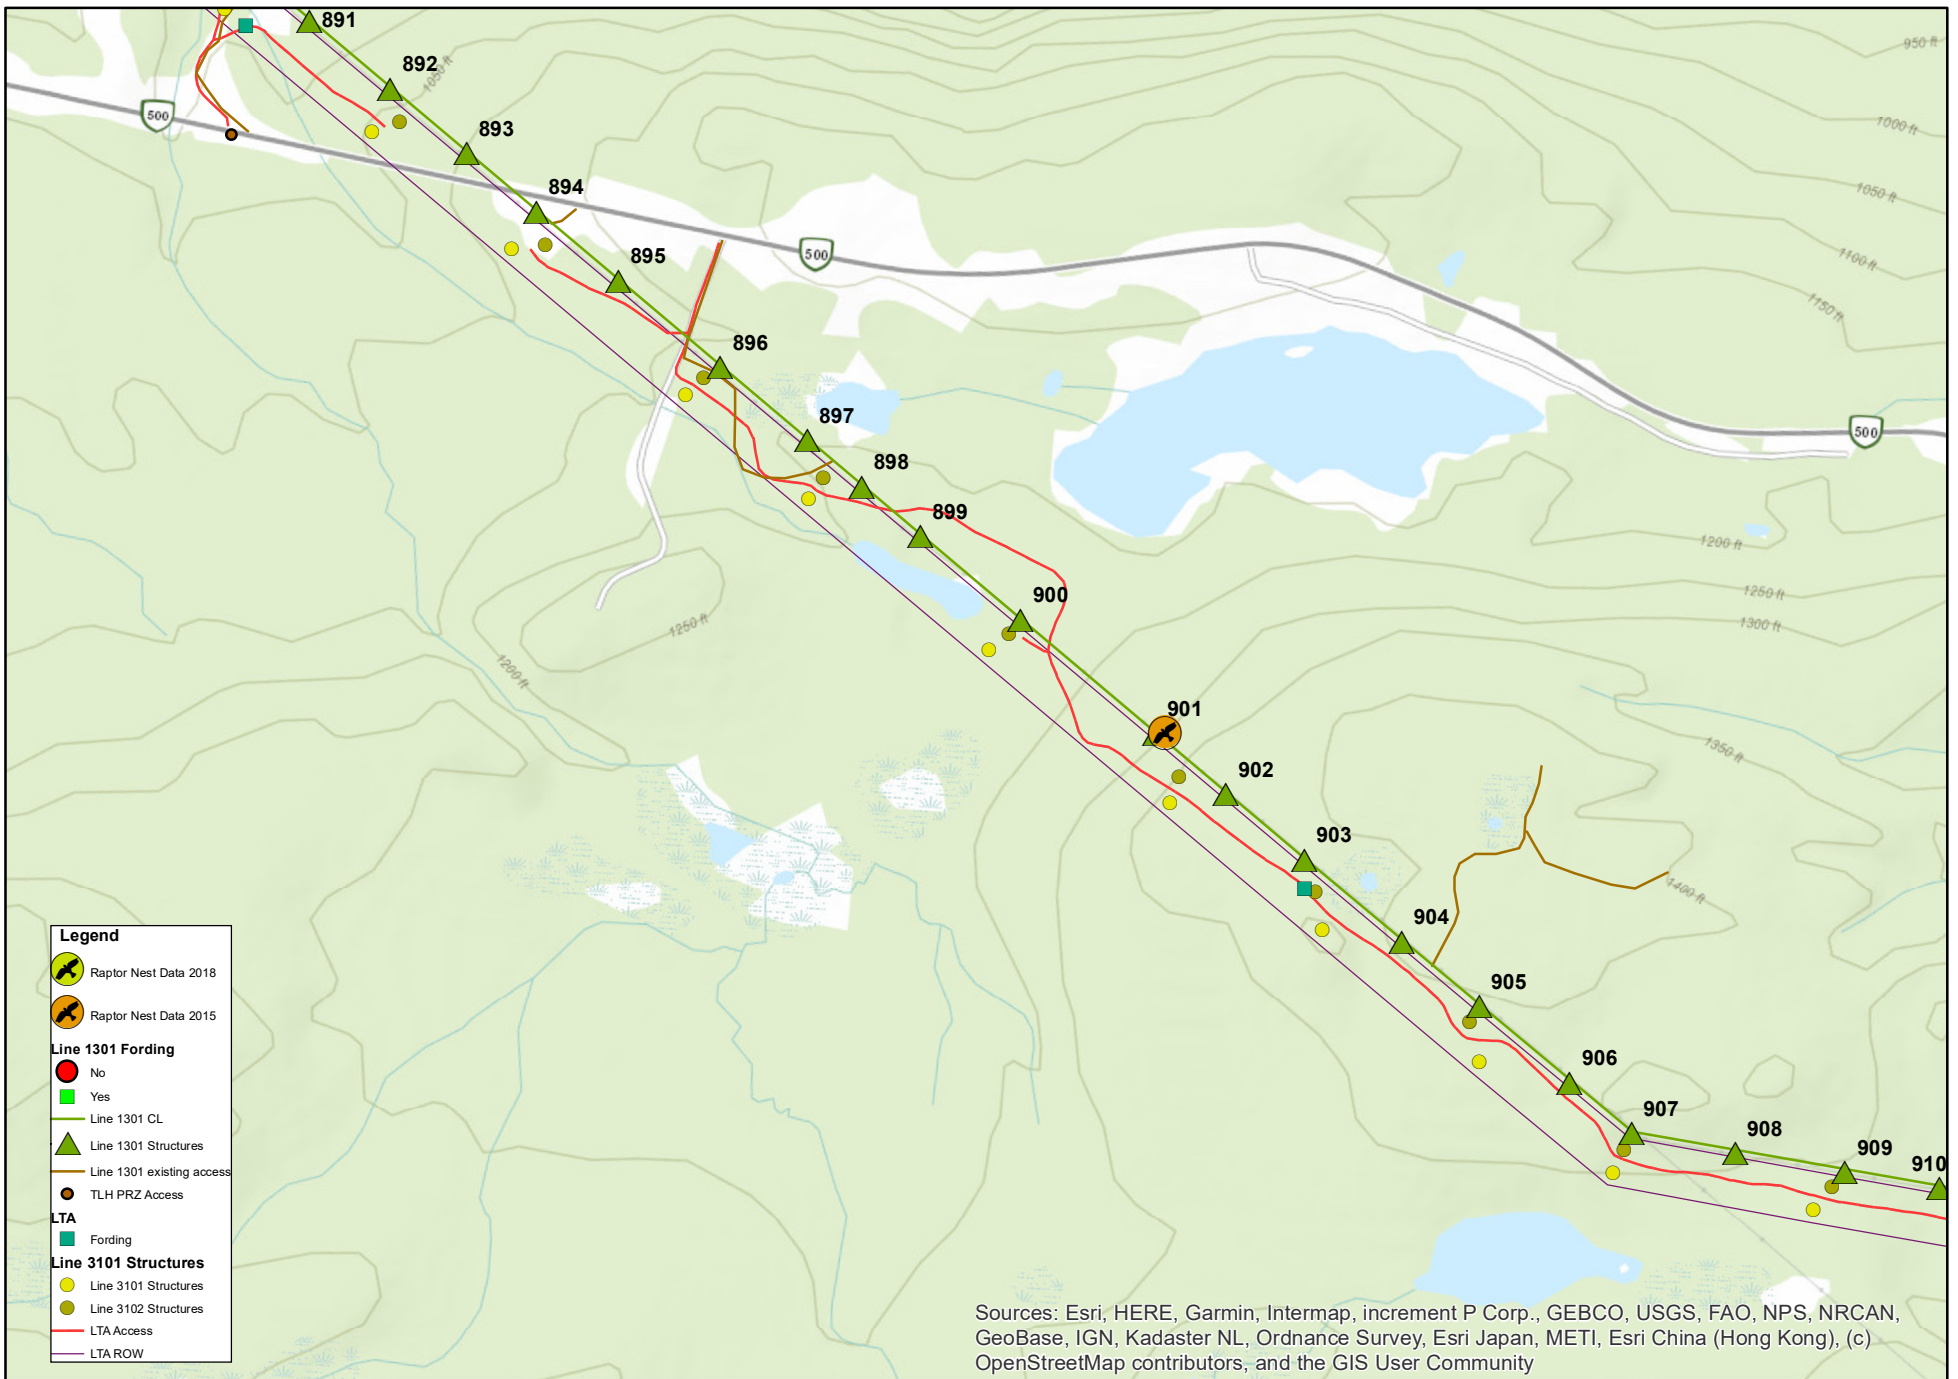 891
950 ft
892
1050 ft
500
1000 ft
893
894
1050 ft
895
500
1100 ft
1150 ft
896
897
500
898
899
1200 ft
900
1250 ft
1250 ft
1300 ft
1200 ft
901
1350 ft
902
903
1400 ft
904
905
906
907
908
909
910
Legend
Raptor Nest Data 2018
Raptor Nest Data 2015
Line 1301 Fording
No
Yes
Line 1301 CL
Line 1301 Structures
Line 1301 existing access
TLH PRZ Access
LTA
Fording
Line 3101 Structures
Line 3101 Structures
Line 3102 Structures
LTA Access
LTA ROW
Sources: Esri, HERE, Garmin, Intermap, increment P Corp., GEBCO, USGS, FAO, NPS, NRCAN,
GeoBase, IGN, Kadaster NL, Ordnance Survey, Esri Japan, METI, Esri China (Hong Kong), (c)
OpenStreetMap contributors, and the GIS User Community